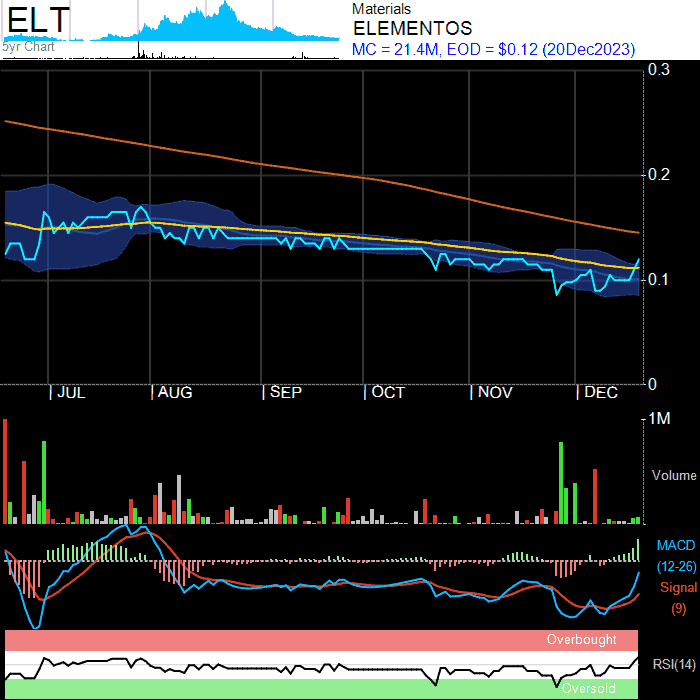 ELT
5yr Chart
Materials
ELEMENTOS
MC = 21.4M, EOD = $0.12 (20Dec2023)
0.3
0.2
0.1
0
JUL AUG SEP OCT NOV DEC
1M
Volume
MACD
(12-26)
Signal
(9)
Overbought
RSI(14)
Oversold